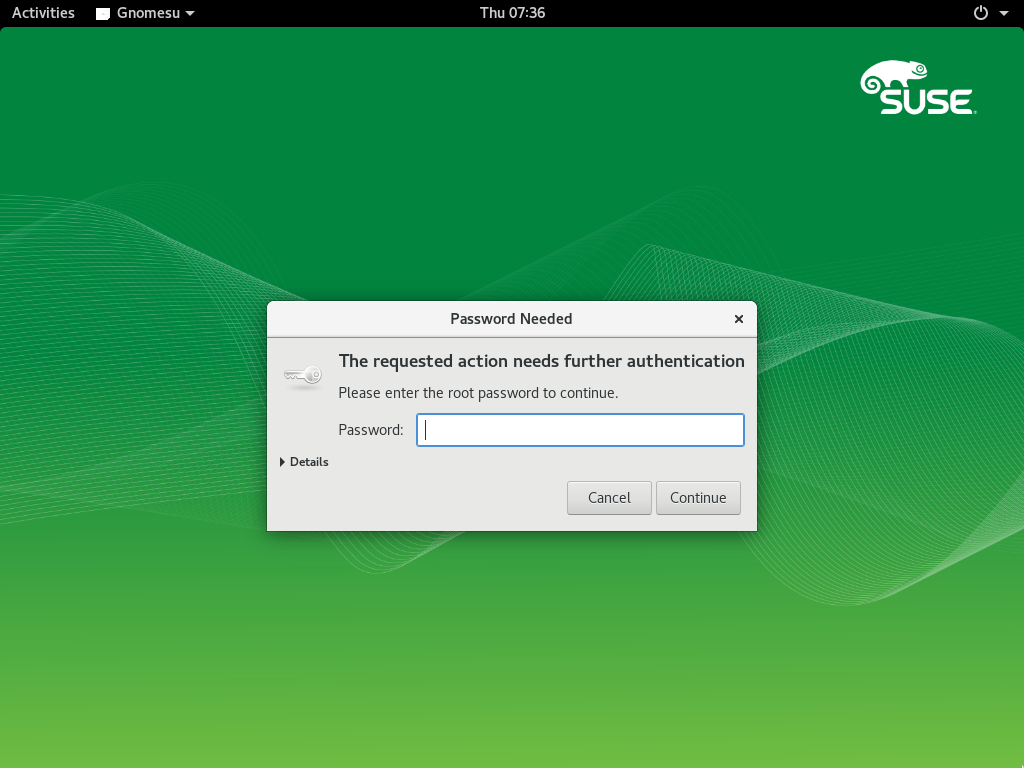 Activities Gnomesu Thu 07:36
SUSE
Password Needed
The requested action needs further authentication
Please enter the root password to continue.
Password:
Details
Cancel Continue